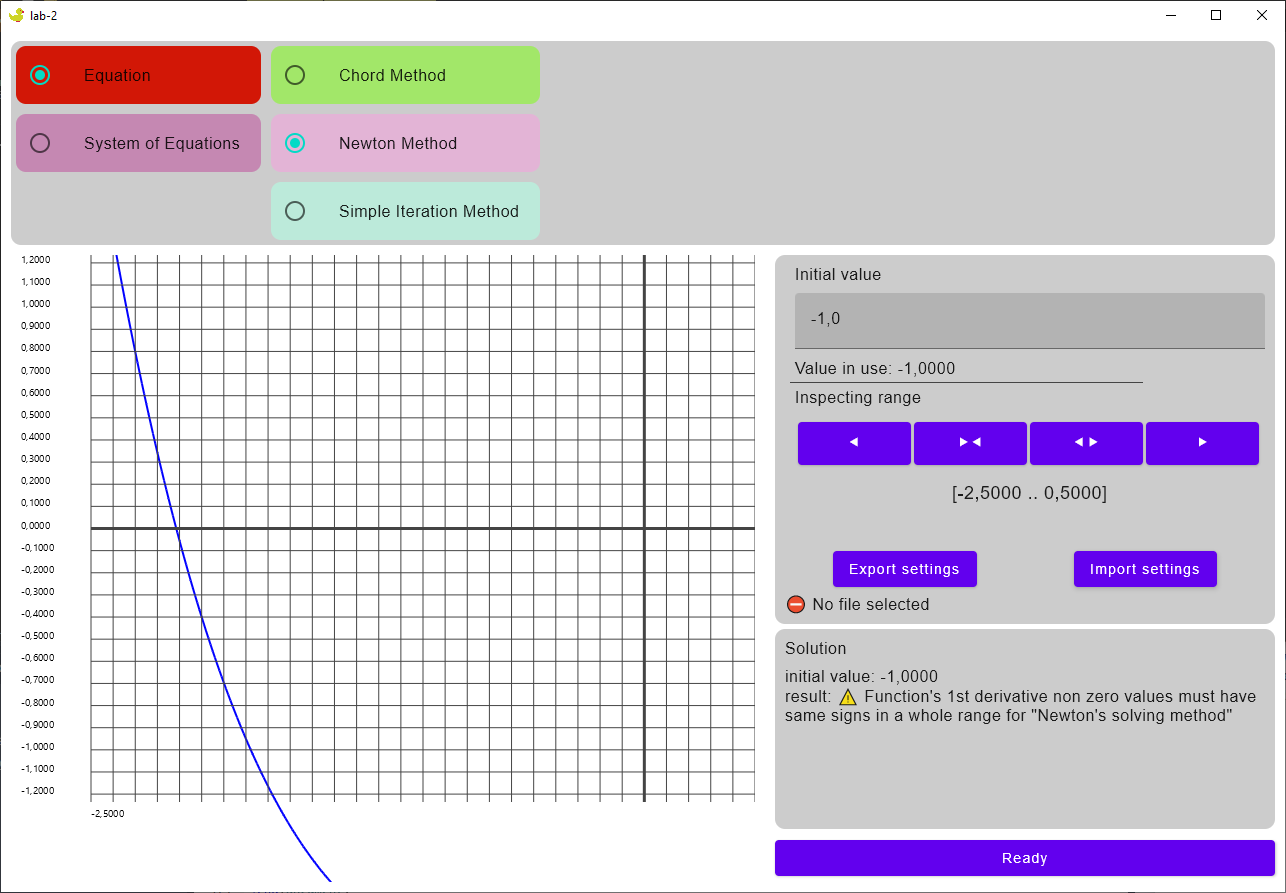 lab-2
Equation
Chord Method
System of Equations
Newton Method
Simple Iteration Method
1,2000
1,1000
1,0000
0,9000
0,8000
0,7000
0,6000
0,5000
0,4000
0,3000
0,2000
0,1000
0,0000
-0,1000
-0,2000
-0,3000
-0,4000
-0,5000
-0,6000
-0,7000
-0,8000
-0,9000
-1,0000
-1,1000
-1,2000
-2,5000
Initial value
-1,0
Value in use: -1,0000
Inspecting range
[-2,5000 .. 0,5000]
Export settings
Import settings
No file selected
Solution
initial value: -1,0000
result: ⚠ Function's 1st derivative non zero values must have
same signs in a whole range for "Newton's solving method"
Ready